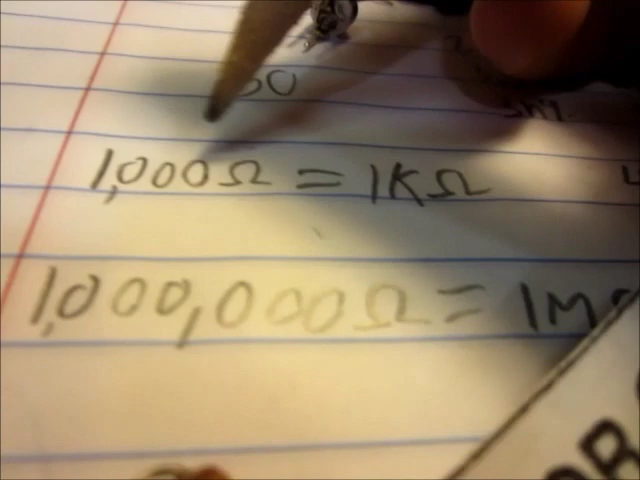 1,000Ω = 1KΩ
1,000,000Ω = 1M